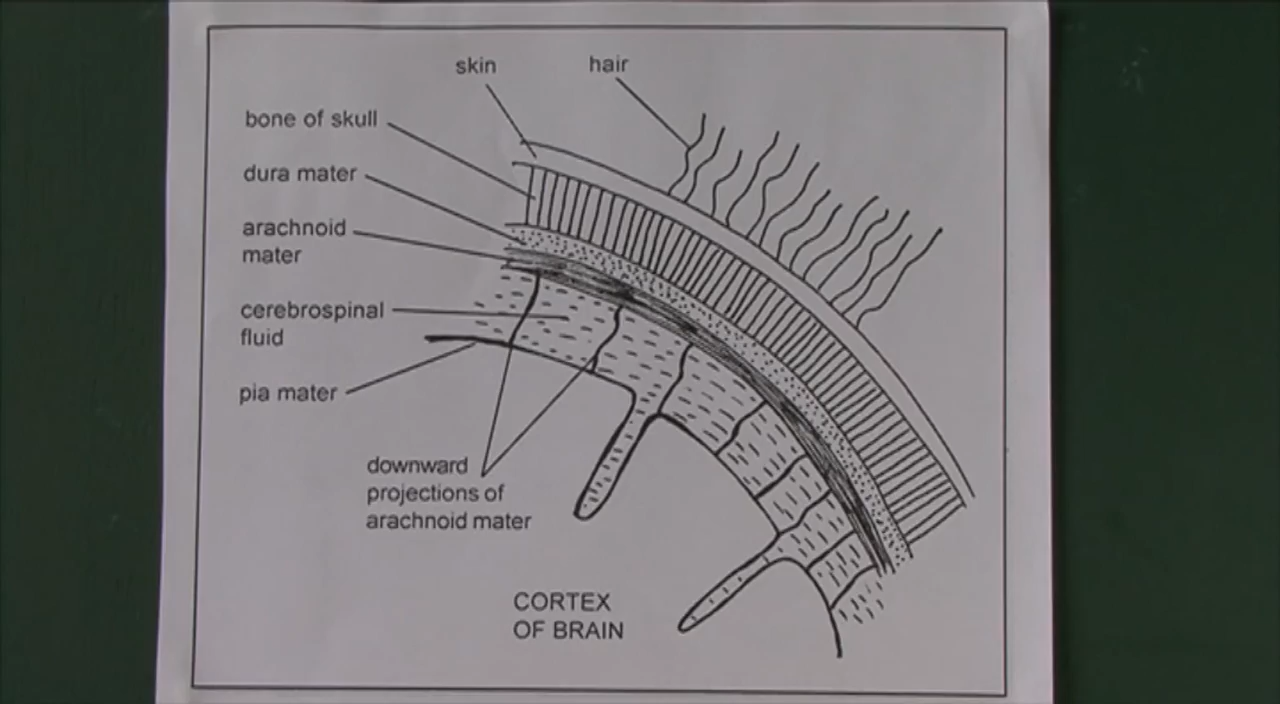 skin
hair
bone of skull
dura mater
arachnoid
mater
cerebrospinal
fluid
pia mater
downward
projections of
arachnoid mater
CORTEX
OF BRAIN